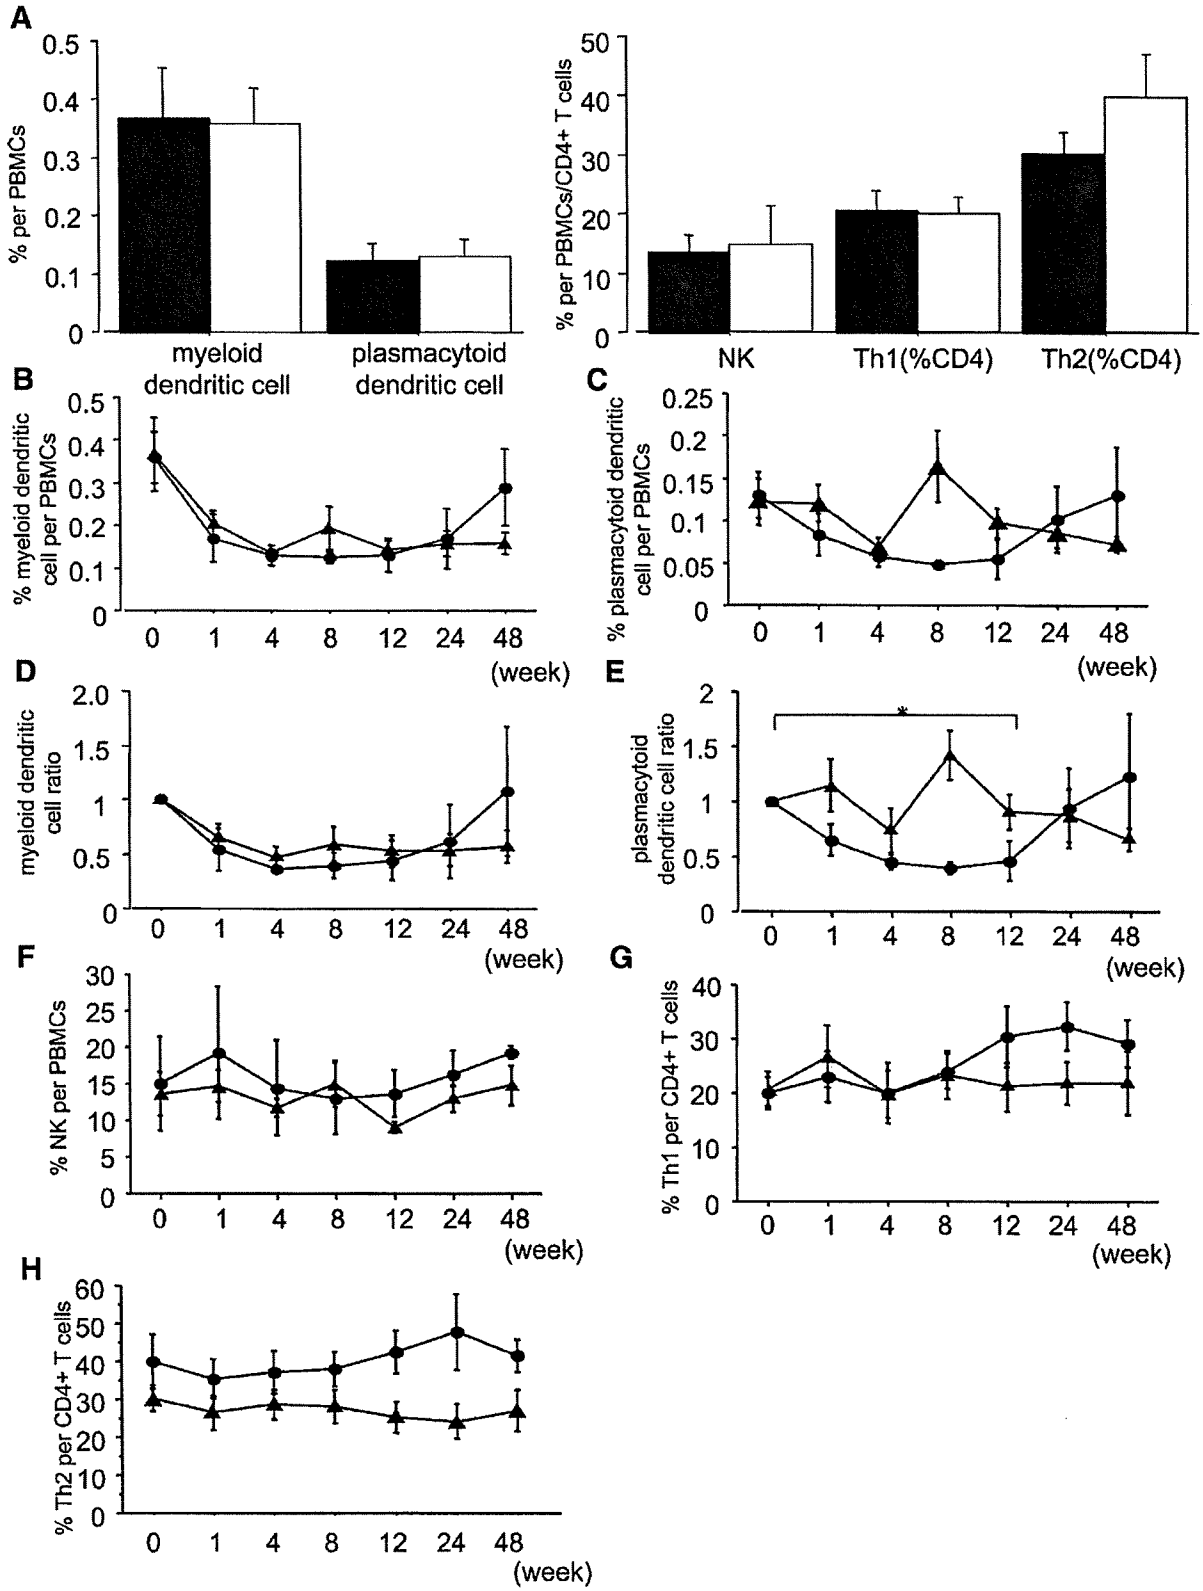 A
% per PBMCs
0.5
0.4
0.3
0.2
0.1
0
myeloid
dendritic cell
plasmacytoid
dendritic cell
% per PBMCs/CD4+ T cells
50
40
30
20
10
0
NK
Th1(%CD4)
Th2(%CD4)
B
% myeloid dendritic
cell per PBMCs
0.5
0.4
0.3
0.2
0.1
0
0 1 4 8 12 24 48
(week)
C
% plasmacytoid dendritic
cell per PBMCs
0.25
0.2
0.15
0.1
0.05
0
0 1 4 8 12 24 48
(week)
D
myeloid dendritic
cell ratio
2.0
1.5
1
0.5
0
0 1 4 8 12 24 48
(week)
E
plasmacytoid
dendritic cell ratio
2
1.5
1
0.5
0
*
0 1 4 8 12 24 48
(week)
F
% NK per PBMCs
30
25
20
15
10
5
0
0 1 4 8 12 24 48
(week)
G
% Th1 per CD4+ T cells
40
30
20
10
0
0 1 4 8 12 24 48
(week)
H
% Th2 per CD4+ T cells
60
50
40
30
20
10
0
0 1 4 8 12 24 48
(week)